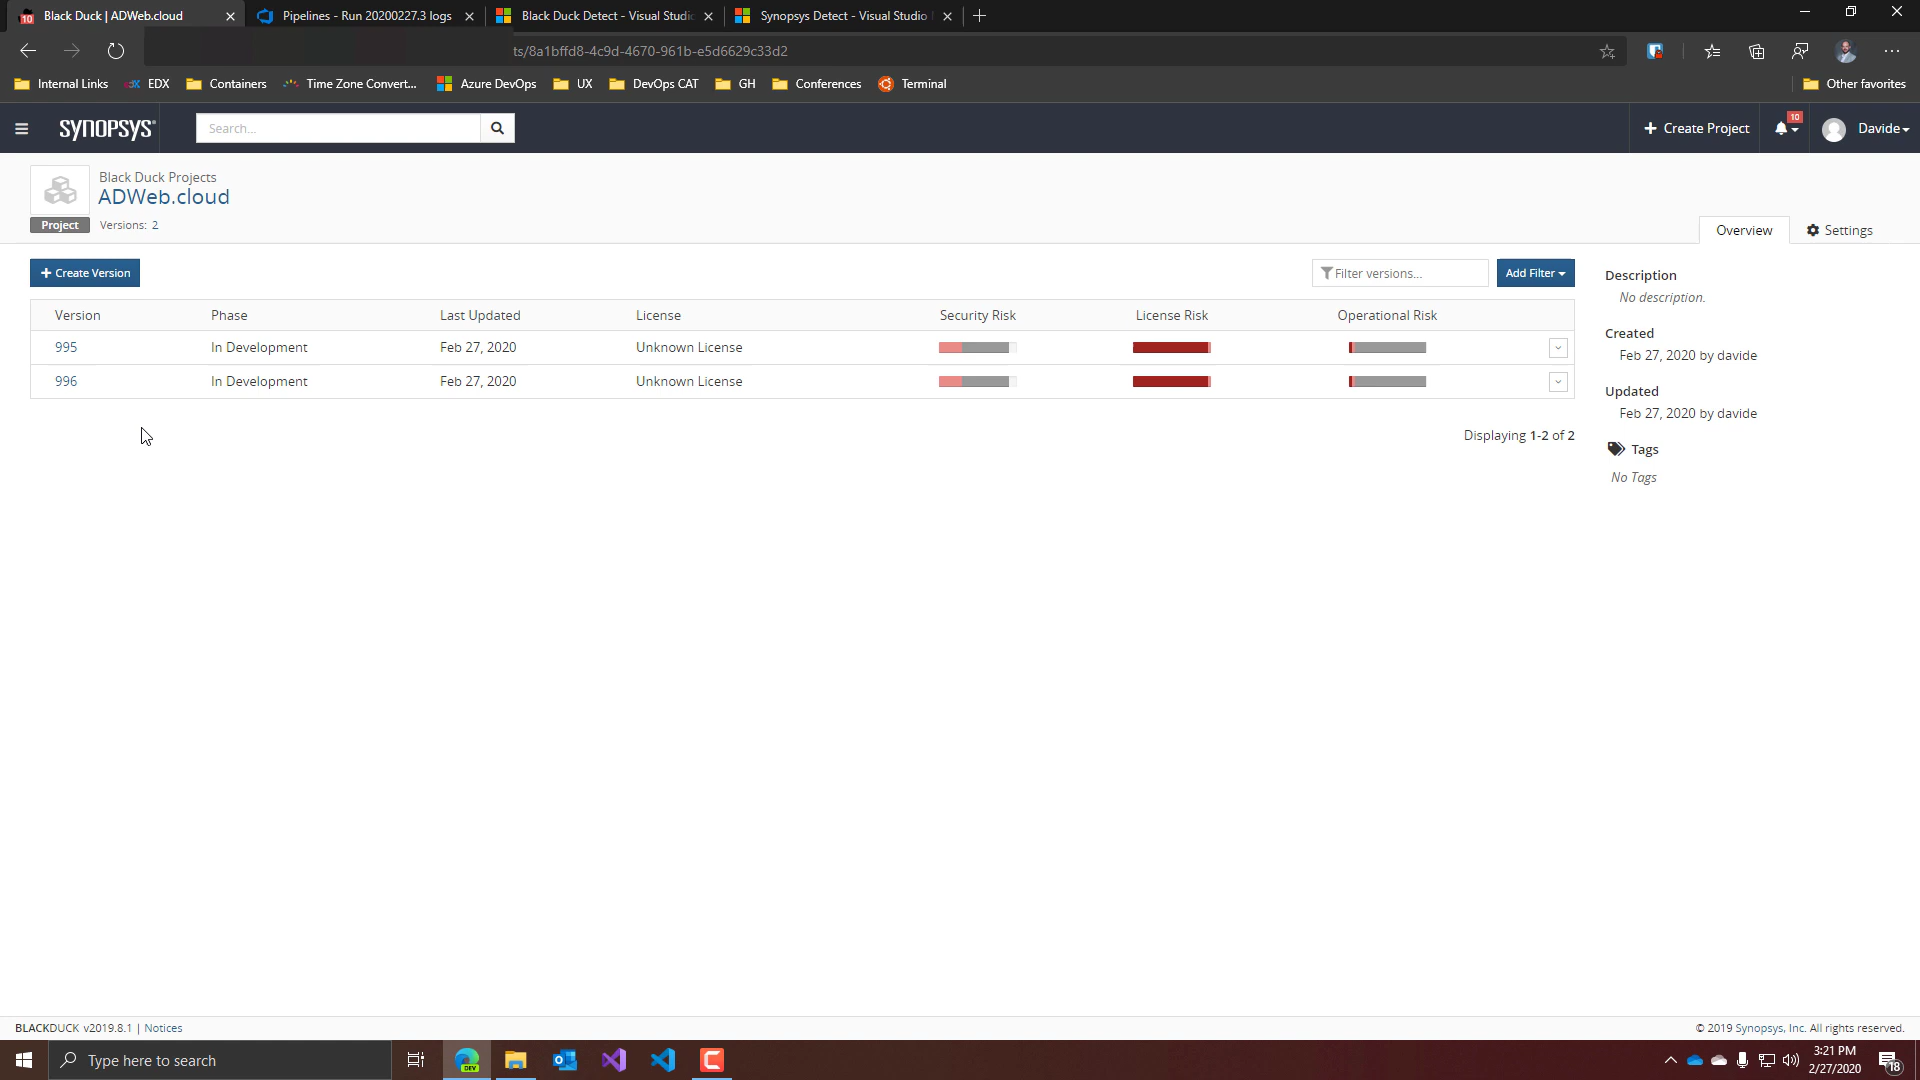 10 Black Duck | ADWeb.cloud
Pipelines - Run 20200227.3 logs
Black Duck Detect - Visual Studi
Synopsys Detect - Visual Studio
ts/8a1bffd8-4c9d-4670-961b-e5d6629c33d2
Internal Links
EDX
Containers
Time Zone Convert...
Azure DevOps
UX
DevOps CAT
GH
Conferences
Terminal
Other favorites
SYNOPSYS
Search...
Create Project
10
Davide
Black Duck Projects
ADWeb.cloud
Project
Versions: 2
Overview
Settings
+ Create Version
Filter versions...
Add Filter
Version Phase Last Updated License Security Risk License Risk Operational Risk
995 In Development Feb 27, 2020 Unknown License
996 In Development Feb 27, 2020 Unknown License
Displaying 1-2 of 2
Description
No description.
Created
Feb 27, 2020 by davide
Updated
Feb 27, 2020 by davide
Tags
No Tags
BLACKDUCK v2019.8.1 | Notices
© 2019 Synopsys, Inc. All rights reserved.
Type here to search
DEV
3:21 PM
2/27/2020
18